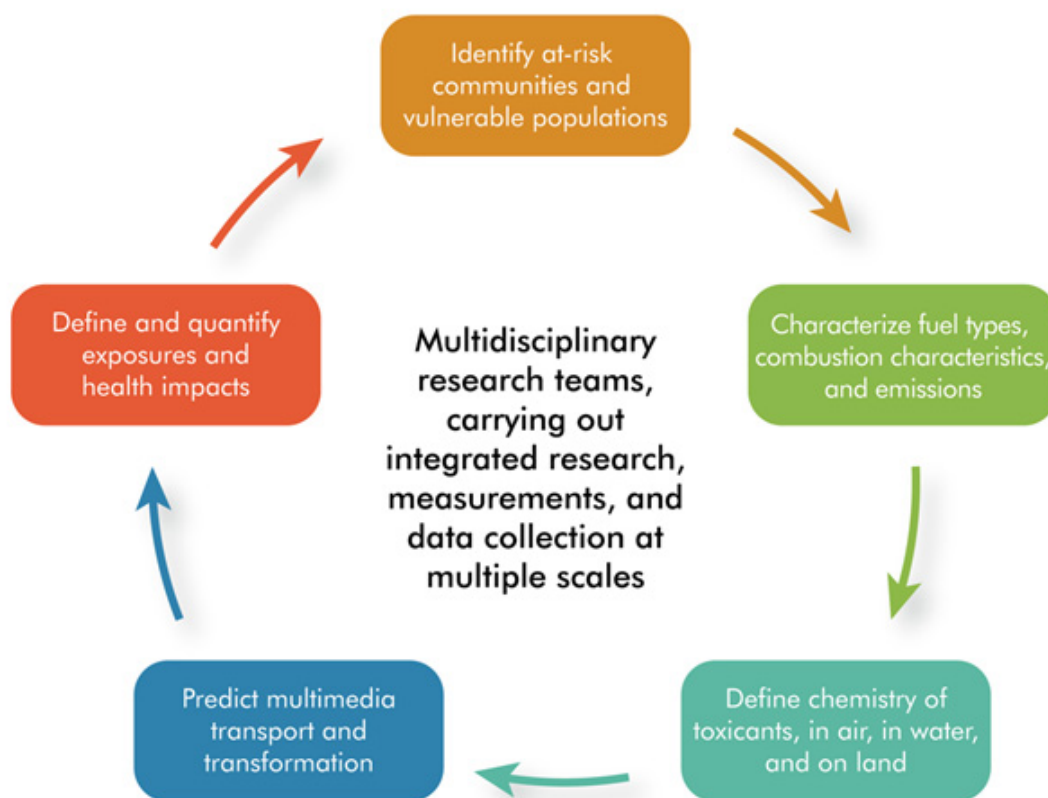 Identify at-risk
communities and
vulnerable populations
Characterize fuel types,
combustion characteristics,
and emissions
Define chemistry of
toxicants, in air, in water,
and on land
Predict multimedia
transport and
transformation
Define and quantify
exposures and
health impacts
Multidisciplinary
research teams,
carrying out
integrated research,
measurements, and
data collection at
multiple scales